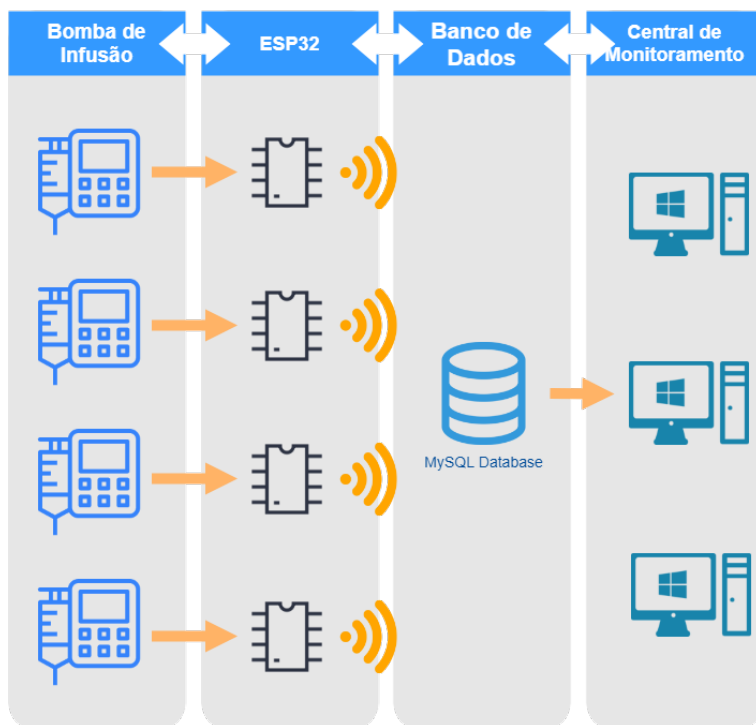 Bomba de
Infusão
ESP32
Banco de
Dados
Central de
Monitoramento
MySQL Database